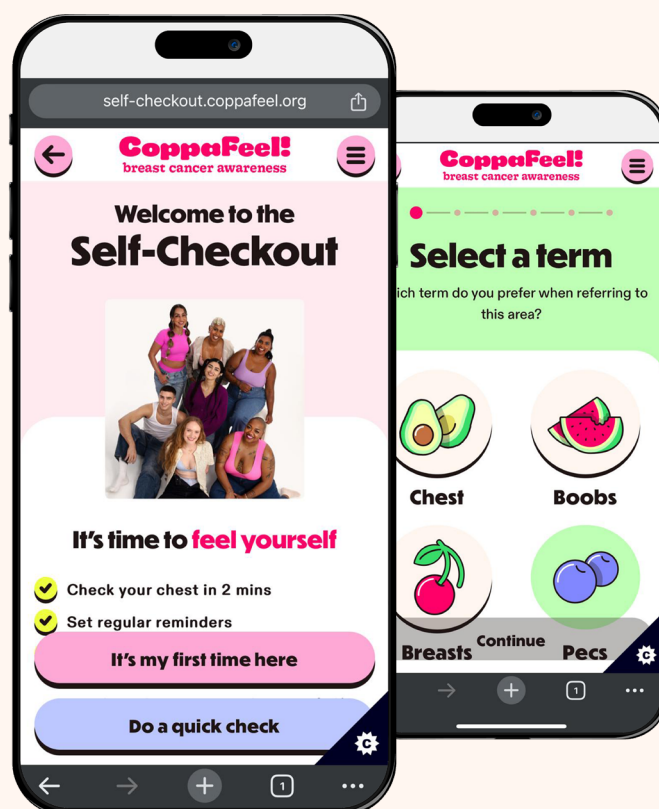 self-checkout.coppafeel.org
CoppaFeel!
breast cancer awareness
Welcome to the
Self-Checkout
It's time to feel yourself
Check your chest in 2 mins
Set regular reminders
It's my first time here
Do a quick check
C
1
CoppaFeel!
breast cancer awareness
Select a term
do you prefer when referring to
this area?
Chest
Boobs
Breasts
Pecs
Continue
C
1